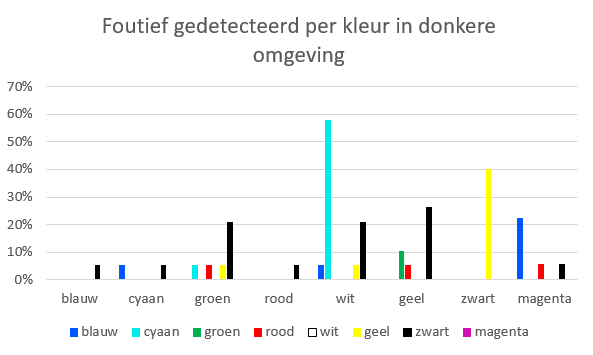 Foutief gedetecteerd per kleur in donkere
omgeving
70%
60%
50%
40%
30%
20%
10%
0%
blauw cyaan groen rood wit geel zwart magenta
blauw cyaan groen rood wit geel zwart magenta